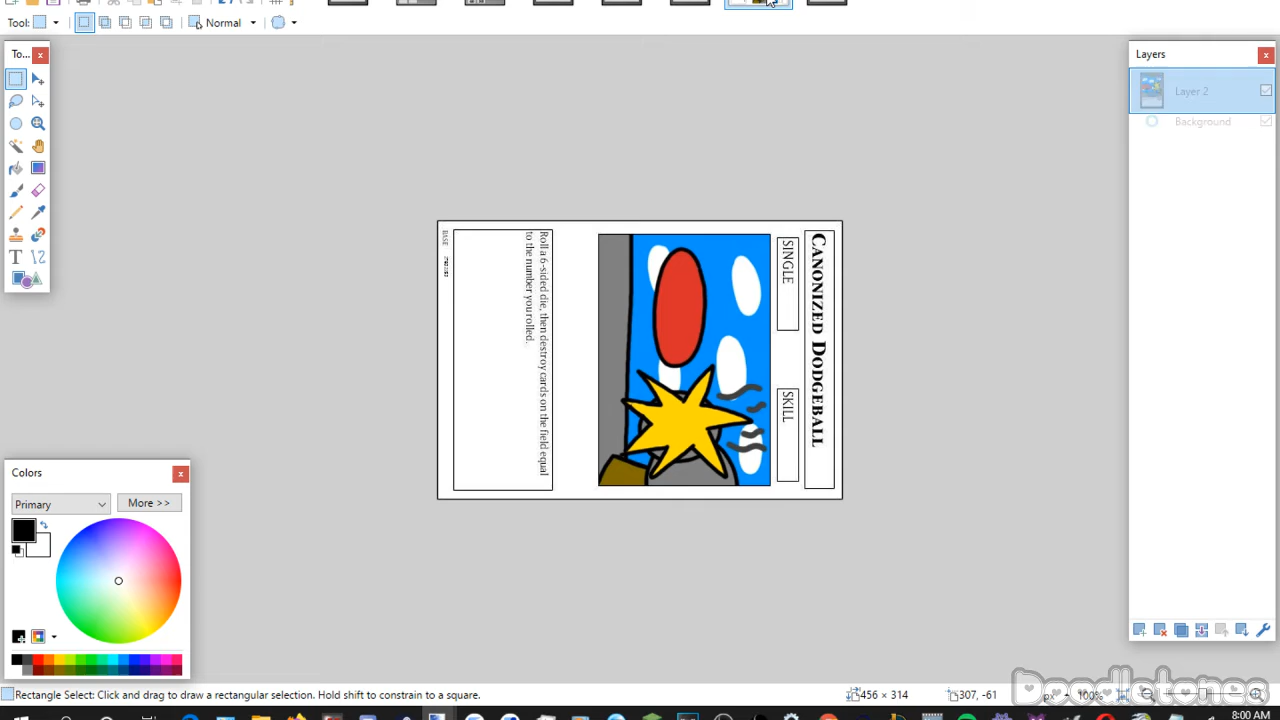 Tool:
Normal
To...
Layers
Layer 2
Background
CANONIZED DODGEBALL
SINGLE
SKILL
Roll a 6-sided die, then destroy cards on the field equal
to the number you rolled.
BASE
Colors
Primary
More >>
Rectangle Select: Click and drag to draw a rectangular selection. Hold shift to constrain to a square.
456 × 314
307, -61
px
100%
Doodletones
8:00 AM